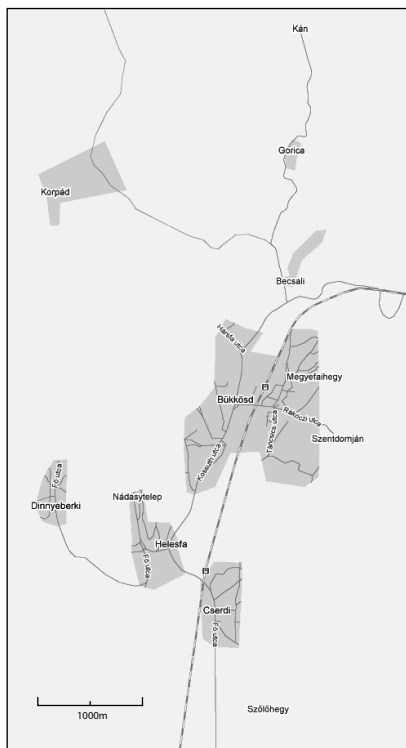 Kán
Gorica
Korpád
Becsali
Hársfa utca
Megyefaihegy
Bükkösd
Rákóczi utca
Táncsics utca
Szentdomján
Kossuth utca
Fő utca
Nádasytelep
Dinnyeberki
Helesfa
Fő utca
Cserdi
Fő utca
Szőlőhegy
1000m